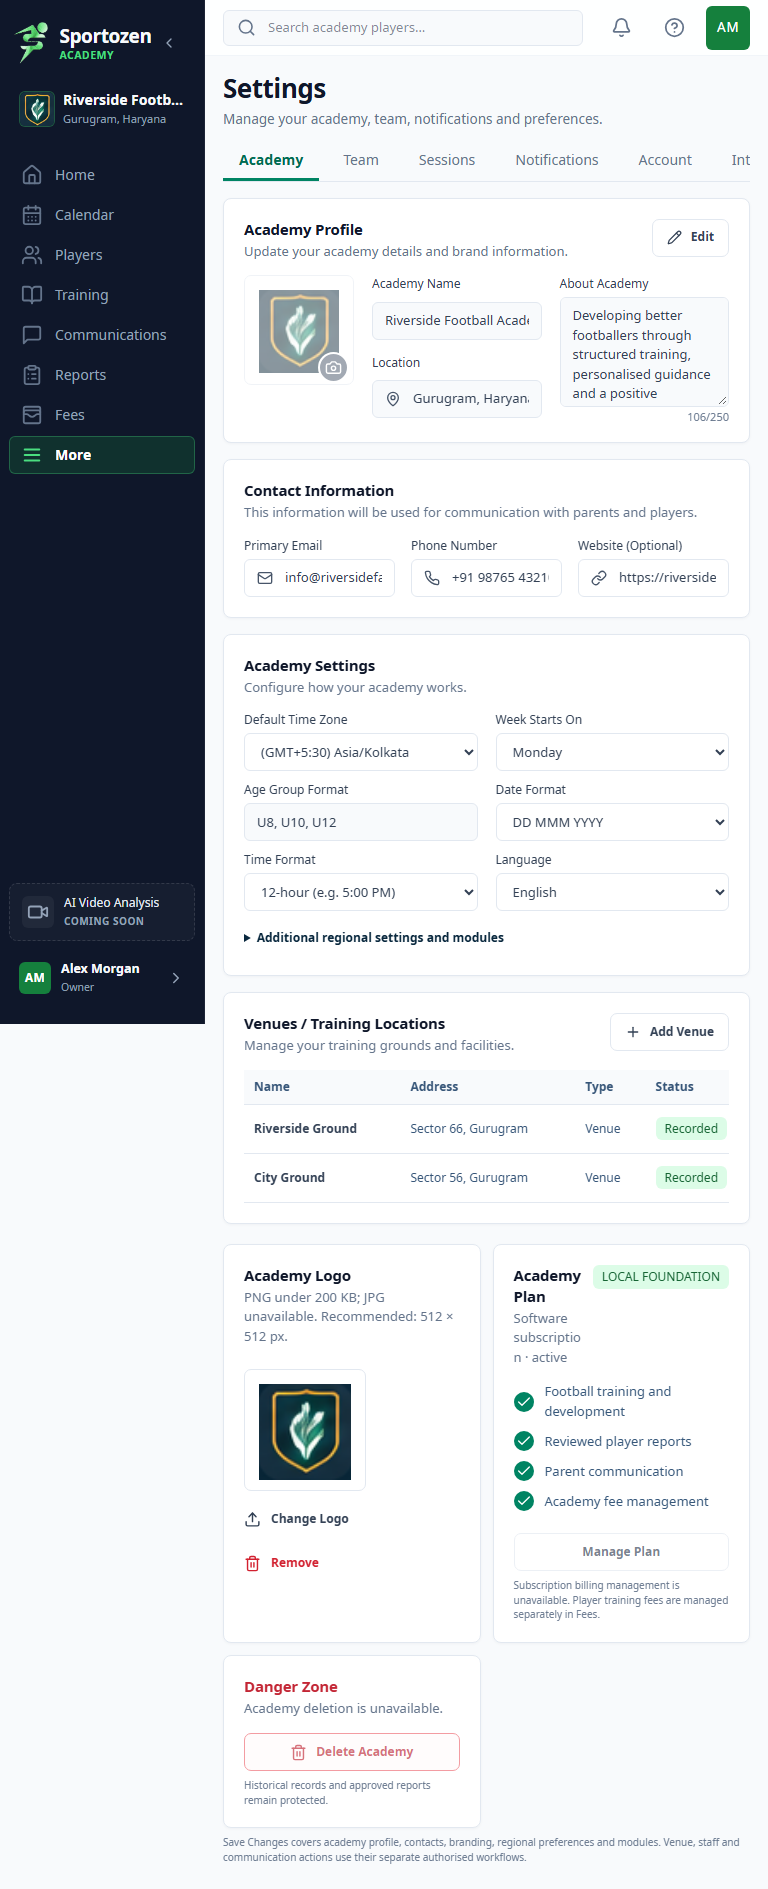 Sportozen
ACADEMY
Riverside Footb...
Gurugram, Haryana
Home
Calendar
Players
Training
Communications
Reports
Fees
More
AI Video Analysis
COMING SOON
AM
Alex Morgan
Owner
Search academy players...
AM
Settings
Manage your academy, team, notifications and preferences.
Academy
Team
Sessions
Notifications
Account
Int
Academy Profile
Update your academy details and brand information.
Edit
Academy Name
Riverside Football Acade
Location
Gurugram, Haryana
About Academy
Developing better
footballers through
structured training,
personalised guidance
and a positive
106/250
Contact Information
This information will be used for communication with parents and players.
Primary Email
info@riversidefa
Phone Number
+91 98765 4321
Website (Optional)
https://riverside
Academy Settings
Configure how your academy works.
Default Time Zone
(GMT+5:30) Asia/Kolkata
Week Starts On
Monday
Age Group Format
U8, U10, U12
Date Format
DD MMM YYYY
Time Format
12-hour (e.g. 5:00 PM)
Language
English
Additional regional settings and modules
Venues / Training Locations
Manage your training grounds and facilities.
Add Venue
Name Address Type Status
Riverside Ground Sector 66, Gurugram Venue Recorded
City Ground Sector 56, Gurugram Venue Recorded
Academy Logo
PNG under 200 KB; JPG
unavailable. Recommended: 512 ×
512 px.
Change Logo
Remove
Academy
Plan
LOCAL FOUNDATION
Software
subscriptio
n · active
Football training and
development
Reviewed player reports
Parent communication
Academy fee management
Manage Plan
Subscription billing management is
unavailable. Player training fees are managed
separately in Fees.
Danger Zone
Academy deletion is unavailable.
Delete Academy
Historical records and approved reports
remain protected.
Save Changes covers academy profile, contacts, branding, regional preferences and modules. Venue, staff and
communication actions use their separate authorised workflows.